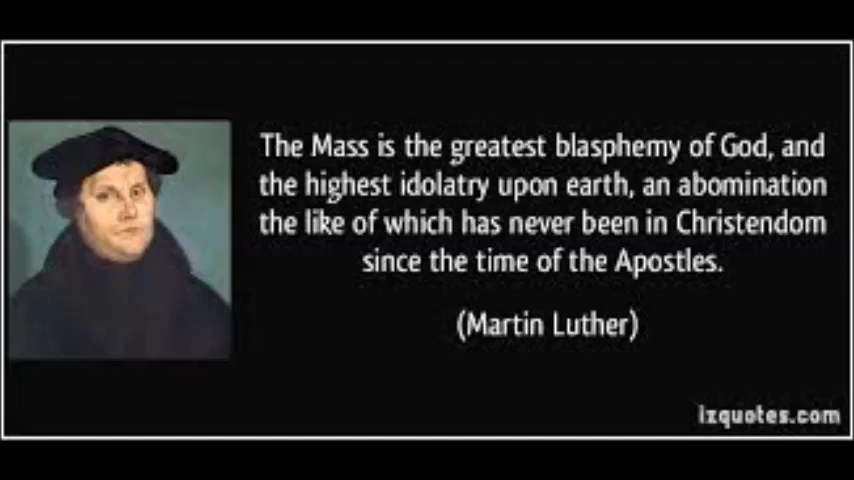 The Mass is the greatest blasphemy of God, and
the highest idolatry upon earth, an abomination
the like of which has never been in Christendom
since the time of the Apostles.
(Martin Luther)
izquotes.com